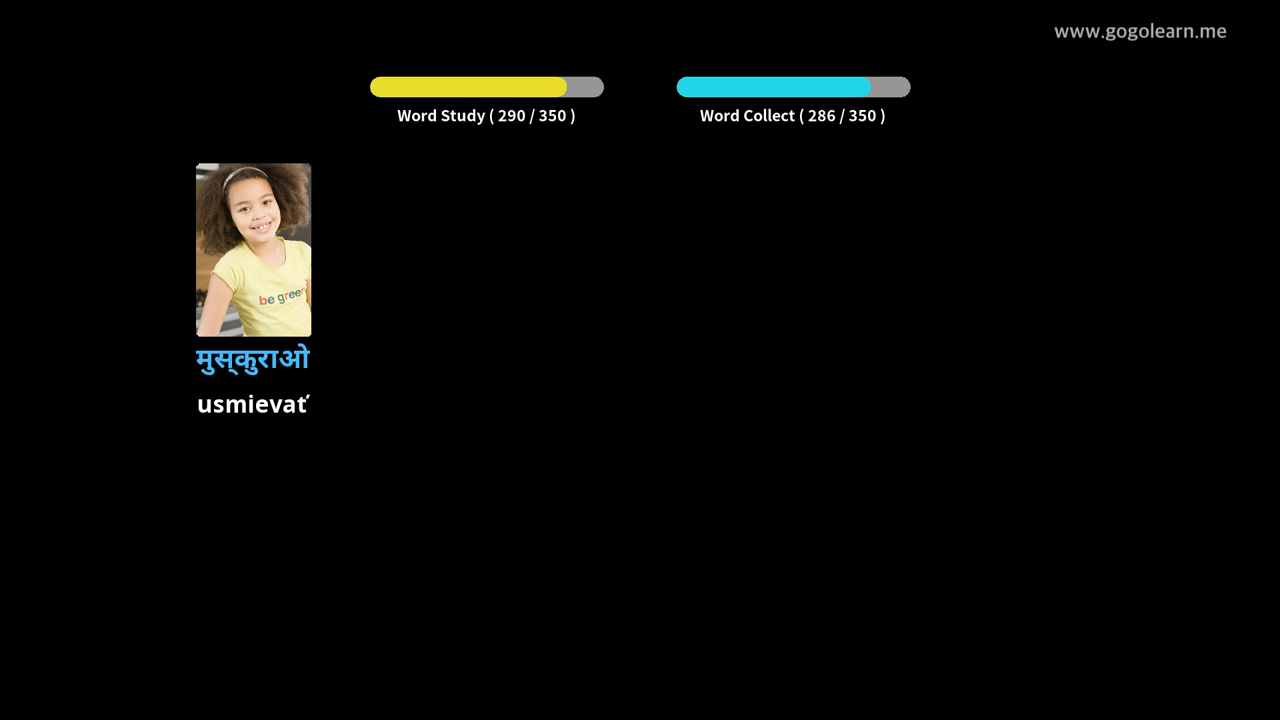 www.gogolearn.me
Word Study ( 290 / 350 )
Word Collect ( 286 / 350 )
be green
मुस्कुराओ
usmievať